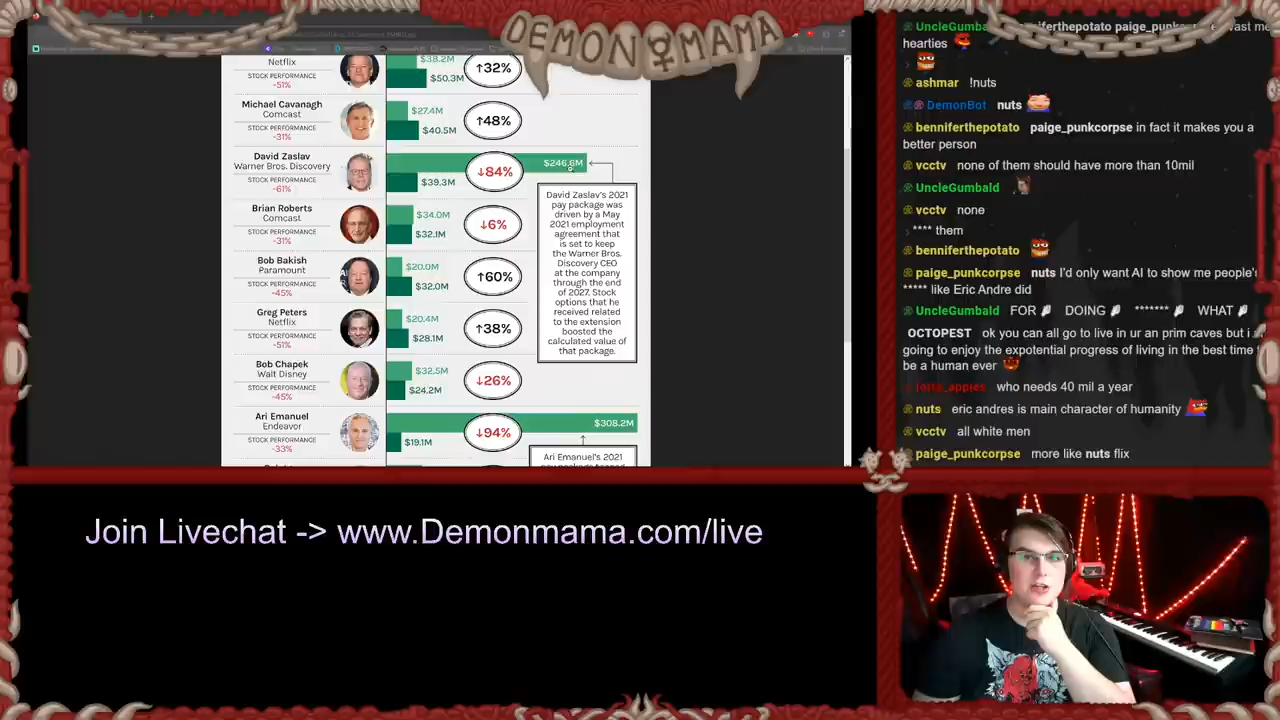 DEMON MAMA
Netflix
STOCK PERFORMANCE
-51%
$38.2M
$50.3M
↑32%
Michael Cavanagh
Comcast
STOCK PERFORMANCE
-31%
$27.4M
$40.5M
↑48%
David Zaslav
Warner Bros. Discovery
STOCK PERFORMANCE
-61%
$246.6M
$39.3M
↓84%
David Zaslav's 2021
pay package was
driven by a May
2021 employment
agreement that
is set to keep
the Warner Bros.
Discovery CEO
at the company
through the end
of 2027. Stock
options that he
received related
to the extension
boosted the
calculated value of
that package.
Brian Roberts
Comcast
STOCK PERFORMANCE
-31%
$34.0M
$32.1M
↓6%
Bob Bakish
Paramount
STOCK PERFORMANCE
-45%
$20.0M
$32.0M
↑60%
Greg Peters
Netflix
STOCK PERFORMANCE
-51%
$20.4M
$28.1M
↑38%
Bob Chapek
Walt Disney
STOCK PERFORMANCE
-45%
$32.5M
$24.2M
↓26%
Ari Emanuel
Endeavor
STOCK PERFORMANCE
-33%
$308.2M
$19.1M
↓94%
Ari Emanuel's 2021
UncleGumba
hearties
ashmar !nuts
DemonBot nuts
benniferthepotato paige_punkcorpse in fact it makes you a
better person
vcctv none of them should have more than 10mil
UncleGumbald
vcctv none
**** them
benniferthepotato
paige_punkcorpse nuts I'd only want AI to show me people's
***** like Eric Andre did
UncleGumbald FOR DOING ******* WHAT
OCTOPEST ok you can all go to live in ur an prim caves but i
going to enjoy the expotential progress of living in the best time
be a human ever
who needs 40 mil a year
nuts eric andres is main character of humanity
vcctv all white men
paige_punkcorpse more like nuts flix
Join Livechat -> www.Demonmama.com/live